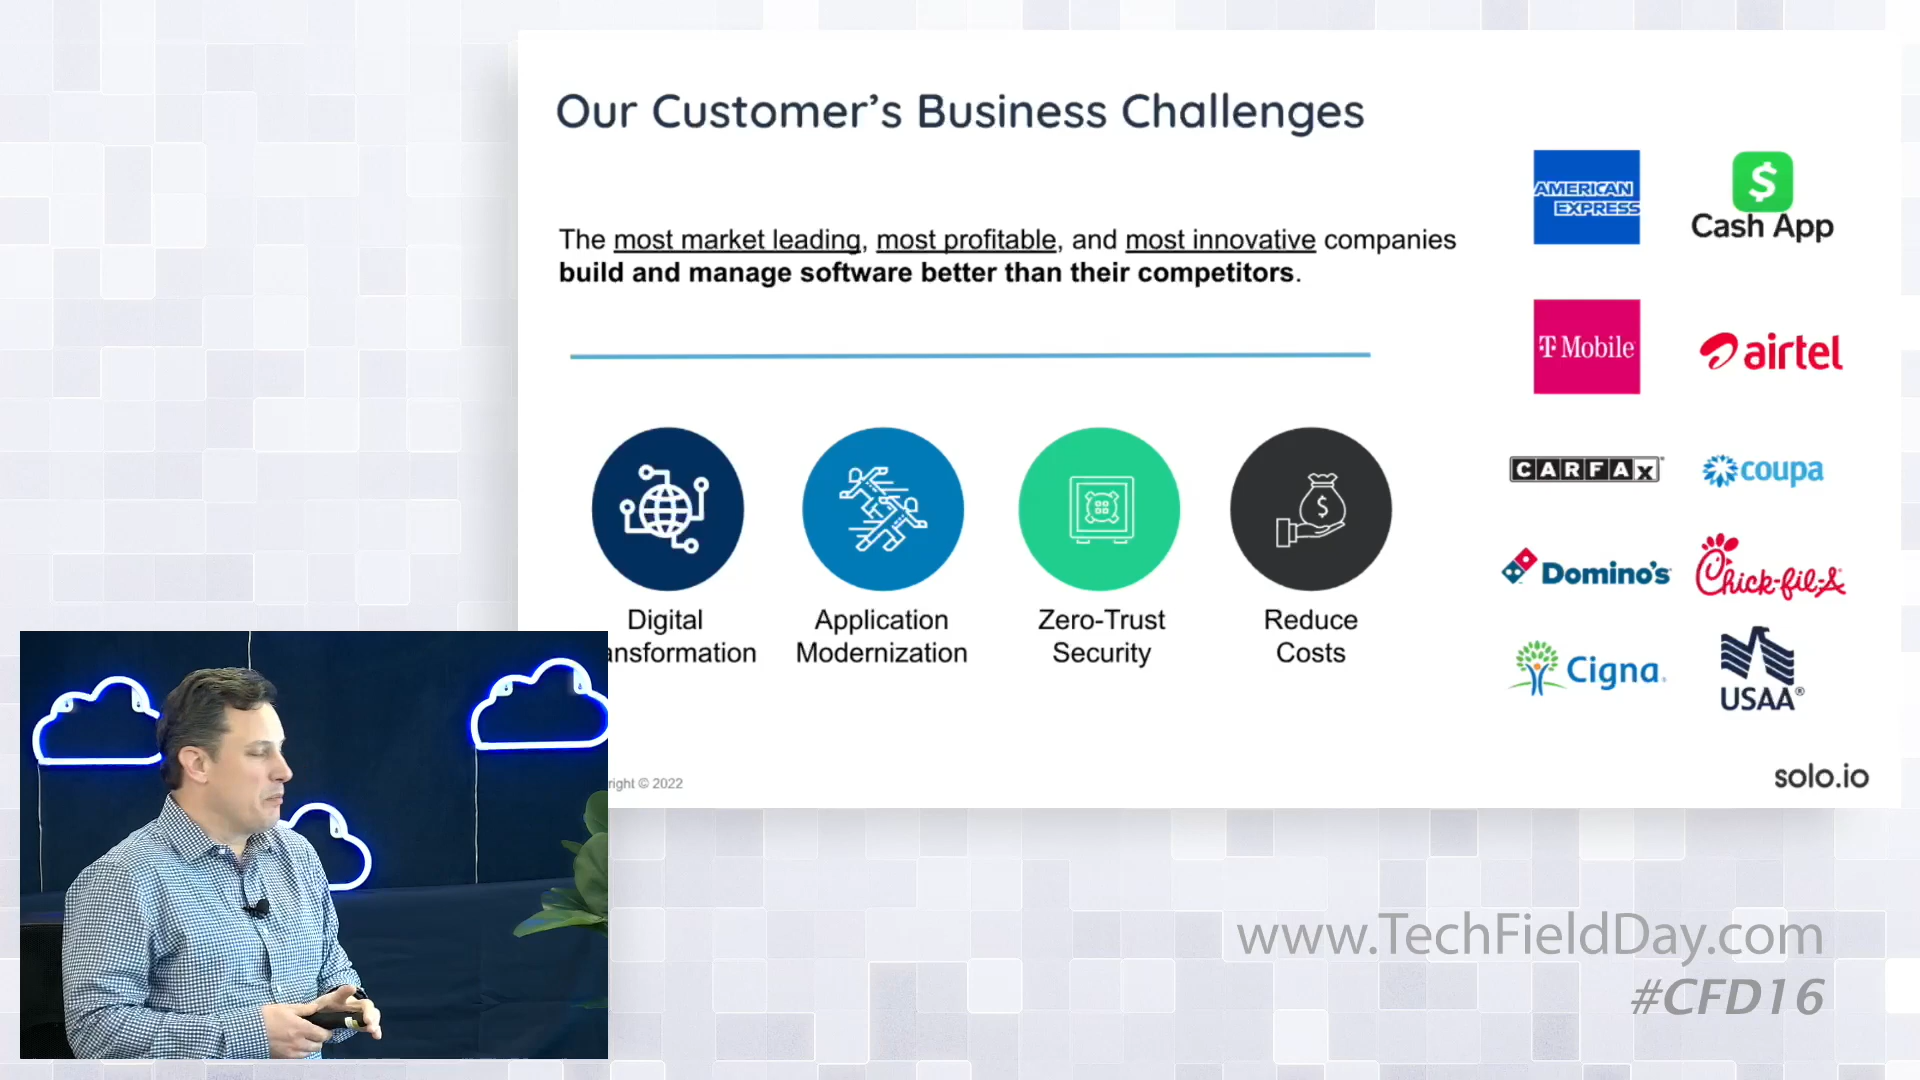 Our Customer's Business Challenges
The most market leading, most profitable, and most innovative companies
build and manage software better than their competitors.
Digital
ansformation
Application
Modernization
Zero-Trust
Security
Reduce
Costs
AMERICAN
EXPRESS
$
Cash App
T Mobile
airtel
CARFAX
coupa
Domino's
Chick-fil-A
Cigna
USAA®
right © 2022
solo.io
www.TechFieldDay.com
#CFD16